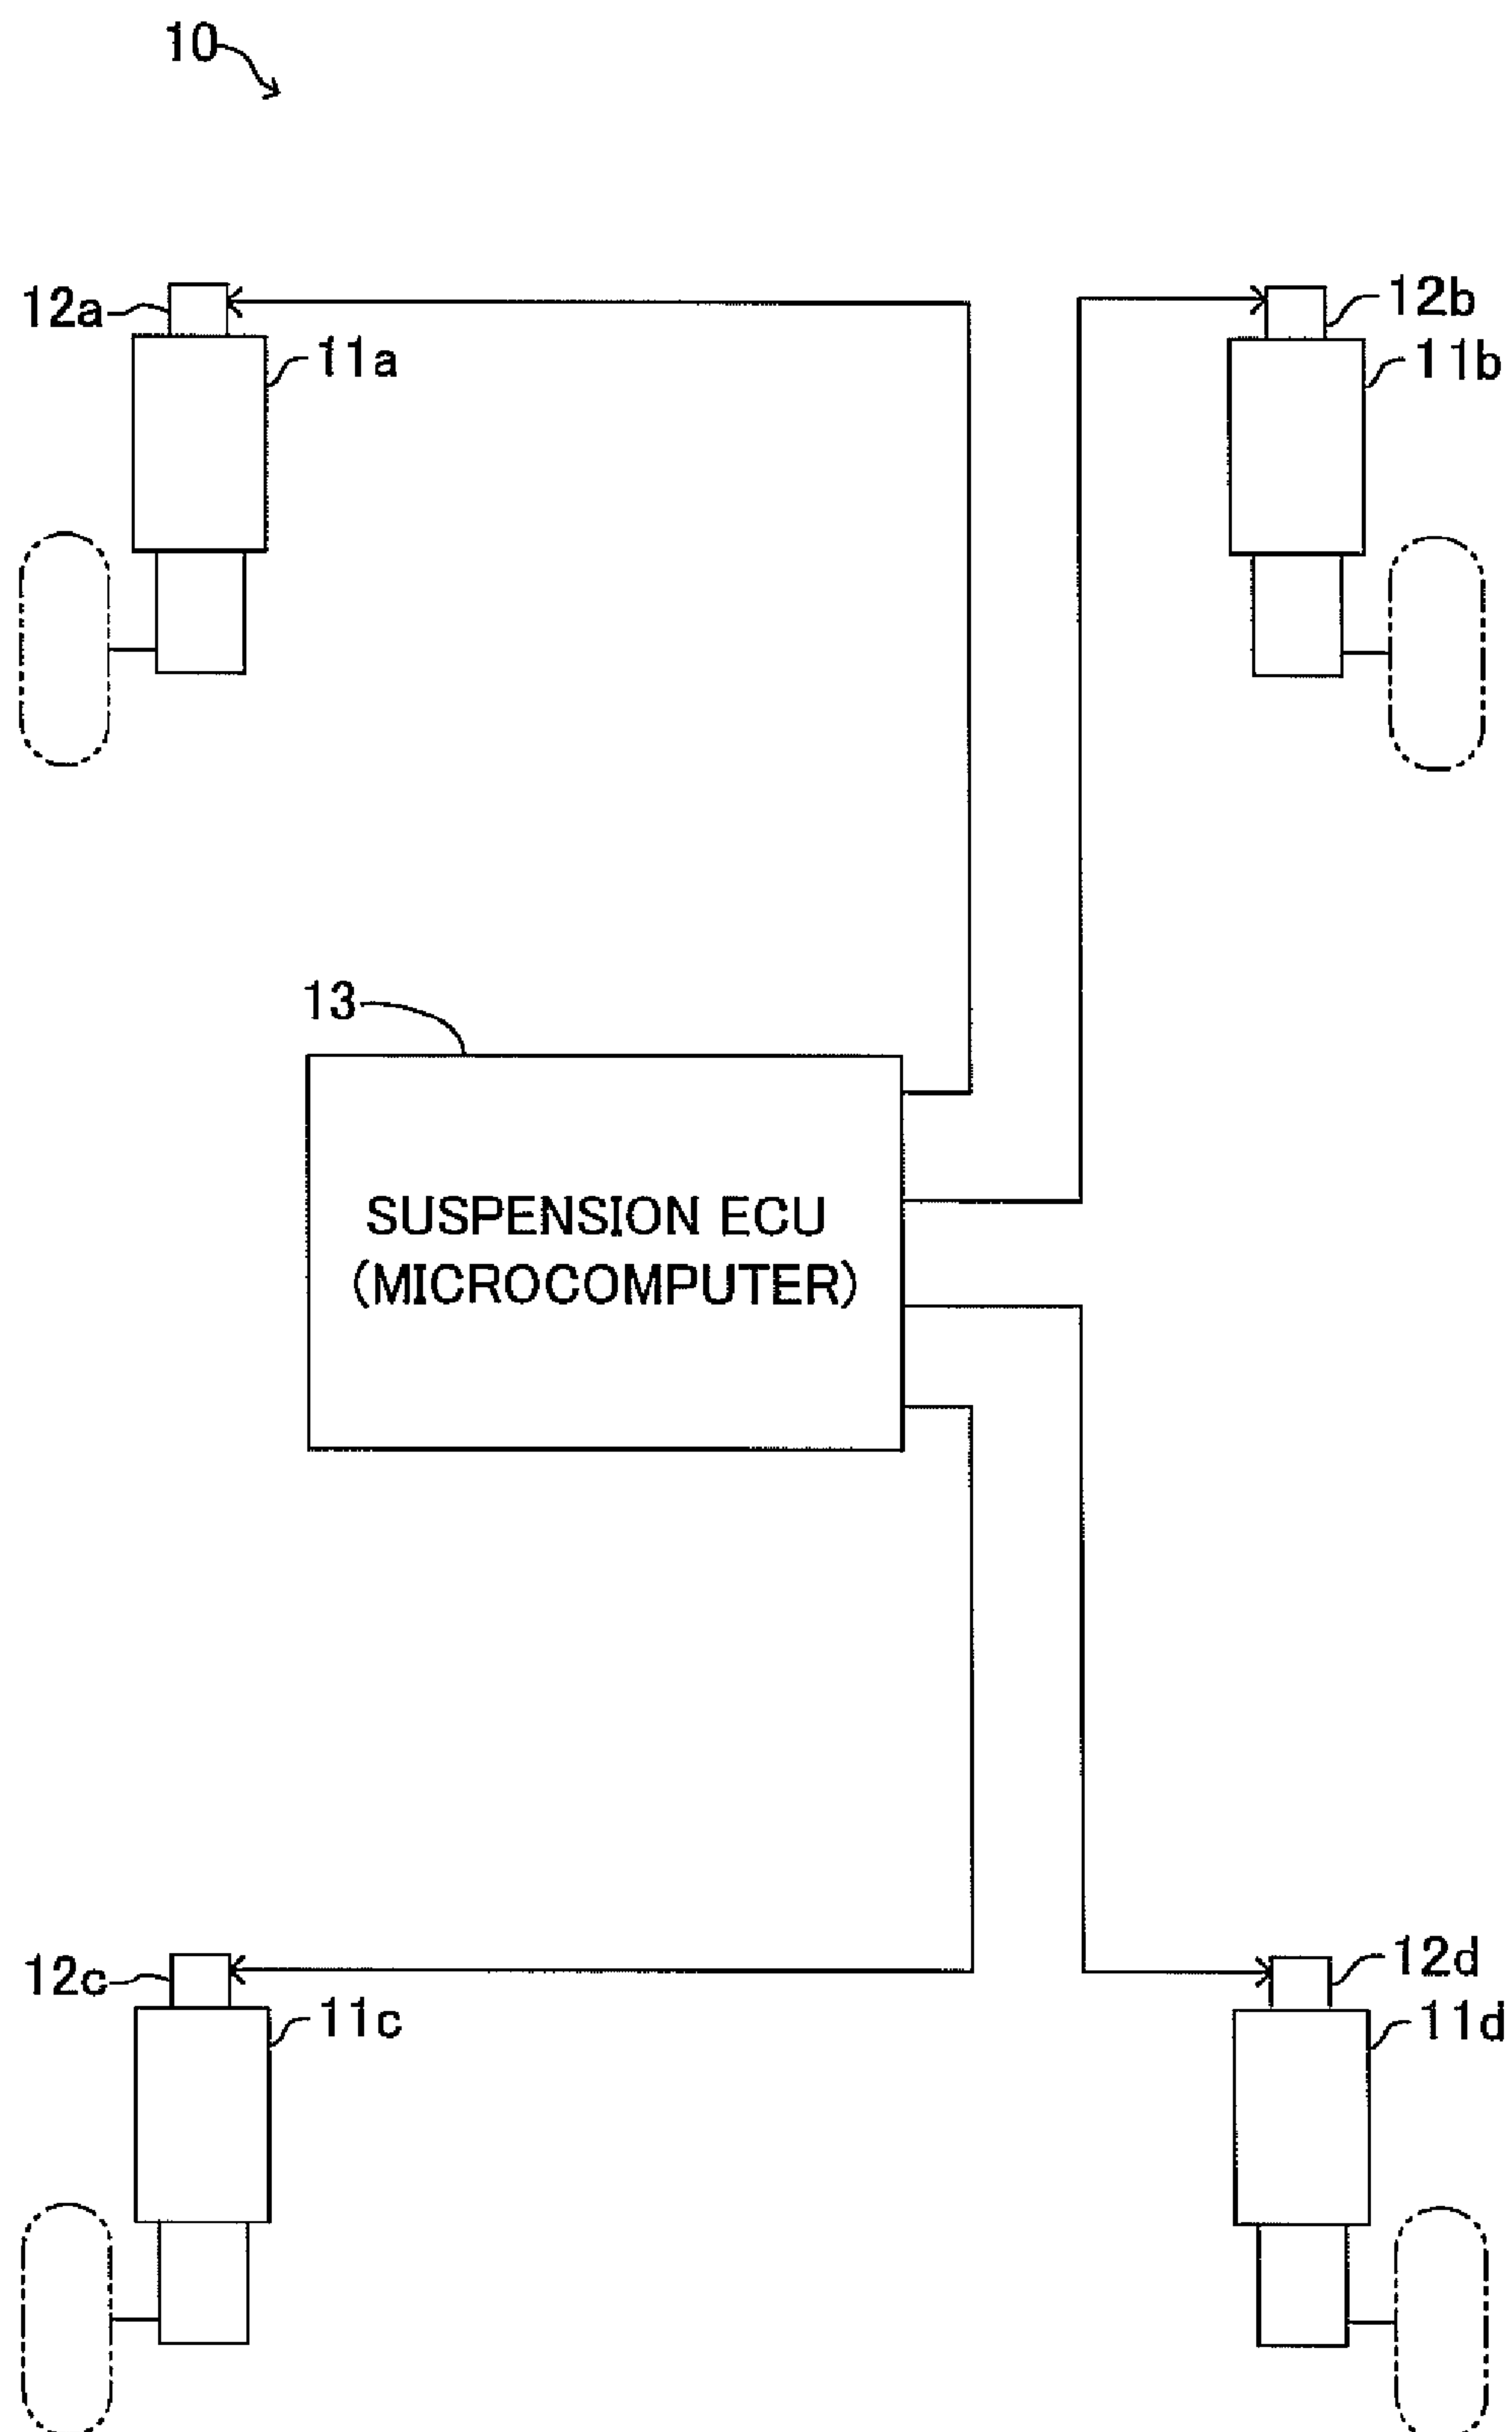 10
12a
12b
11a
11b
13
SUSPENSION ECU
(MICROCOMPUTER)
12c
12d
11c
11d